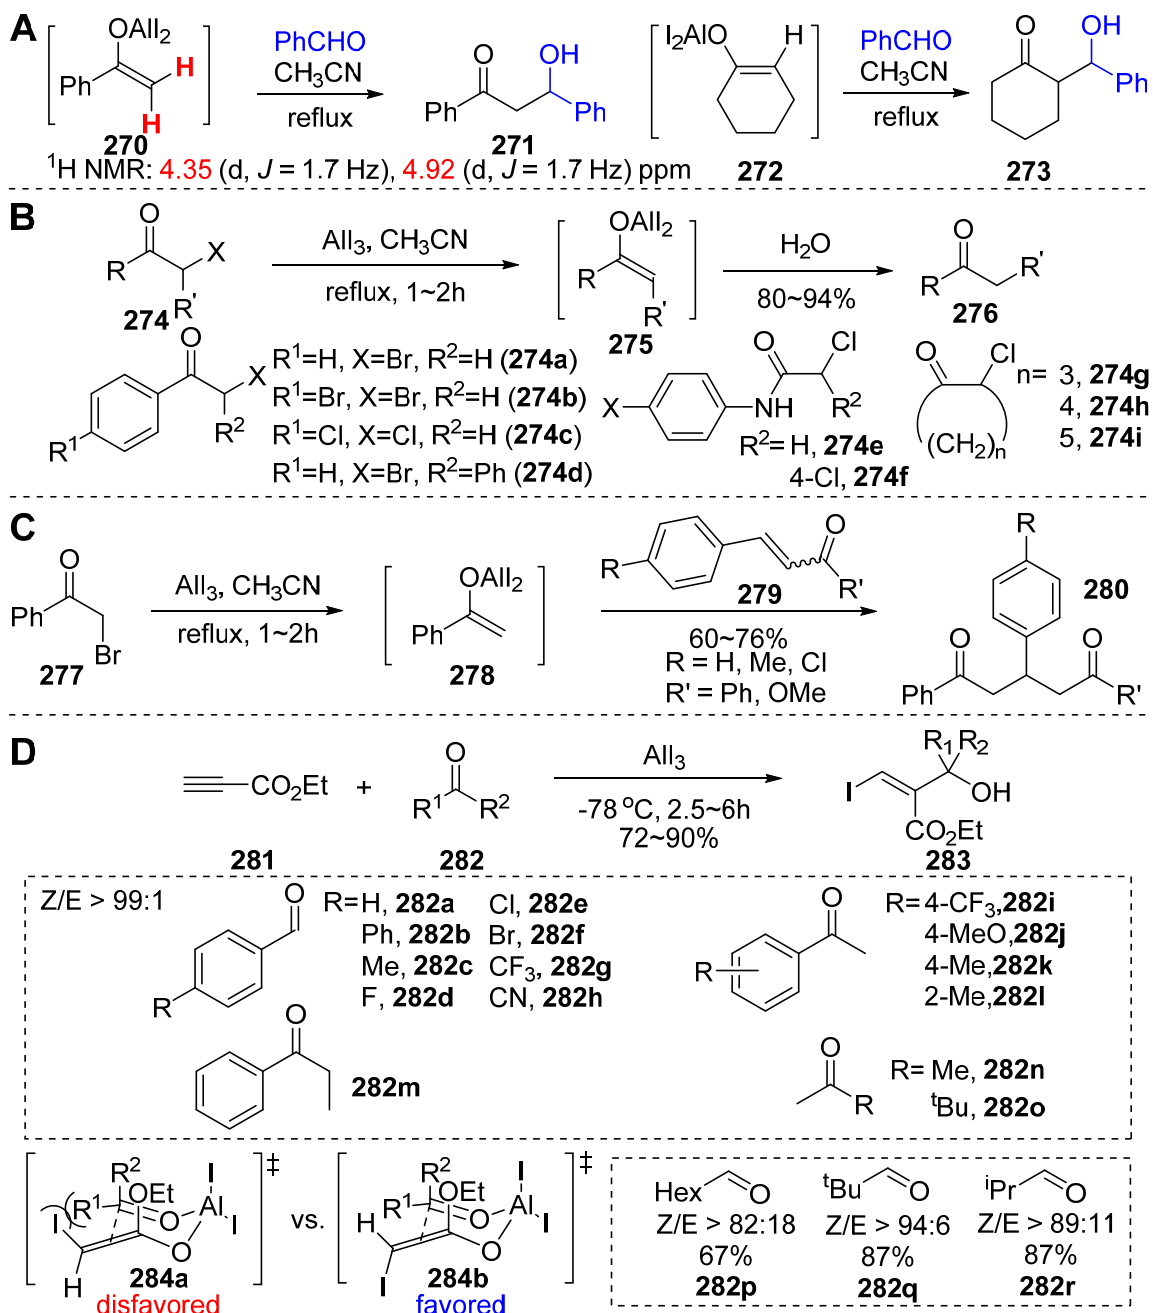 A
OAlI2
Ph
H
H
270
PhCHO
CH3CN
reflux
O
OH
Ph
Ph
271
I2AlO
H
272
PhCHO
CH3CN
reflux
O
OH
Ph
273
1H NMR: 4.35 (d, J = 1.7 Hz), 4.92 (d, J = 1.7 Hz) ppm
B
O
R
X
R'
274
AlI3, CH3CN
reflux, 1~2h
OAlI2
R
R'
275
H2O
80~94%
O
R
R'
276
O
X
R1
R2
R1=H, X=Br, R2=H (274a)
R1=Br, X=Br, R2=H (274b)
R1=Cl, X=Cl, R2=H (274c)
R1=H, X=Br, R2=Ph (274d)
O
Cl
X
NH
R2
R2= H, 274e
4-Cl, 274f
O
Cl
(CH2)n
n= 3, 274g
4, 274h
5, 274i
C
O
Ph
Br
277
AlI3, CH3CN
reflux, 1~2h
OAlI2
Ph
278
R
O
R'
279
60~76%
R = H, Me, Cl
R' = Ph, OMe
R
280
O
O
Ph
R'
D
CO2Et
281
+
O
R1
R2
282
AlI3
-78 oC, 2.5~6h
72~90%
R1 R2
I
OH
CO2Et
283
Z/E > 99:1
O
R
R=H, 282a
Ph, 282b
Me, 282c
F, 282d
Cl, 282e
Br, 282f
CF3, 282g
CN, 282h
O
R
R=4-CF3,282i
4-MeO,282j
4-Me,282k
2-Me,282l
O
282m
O
R
R= Me, 282n
tBu, 282o
R2
OEt
R1
I
Al
I
I
O
O
H
‡
284a
disfavored
vs.
R2
OEt
R1
H
Al
I
I
O
O
I
‡
284b
favored
Hex
O
Z/E > 82:18
67%
282p
tBu
O
Z/E > 94:6
87%
282q
iPr
O
Z/E > 89:11
87%
282r